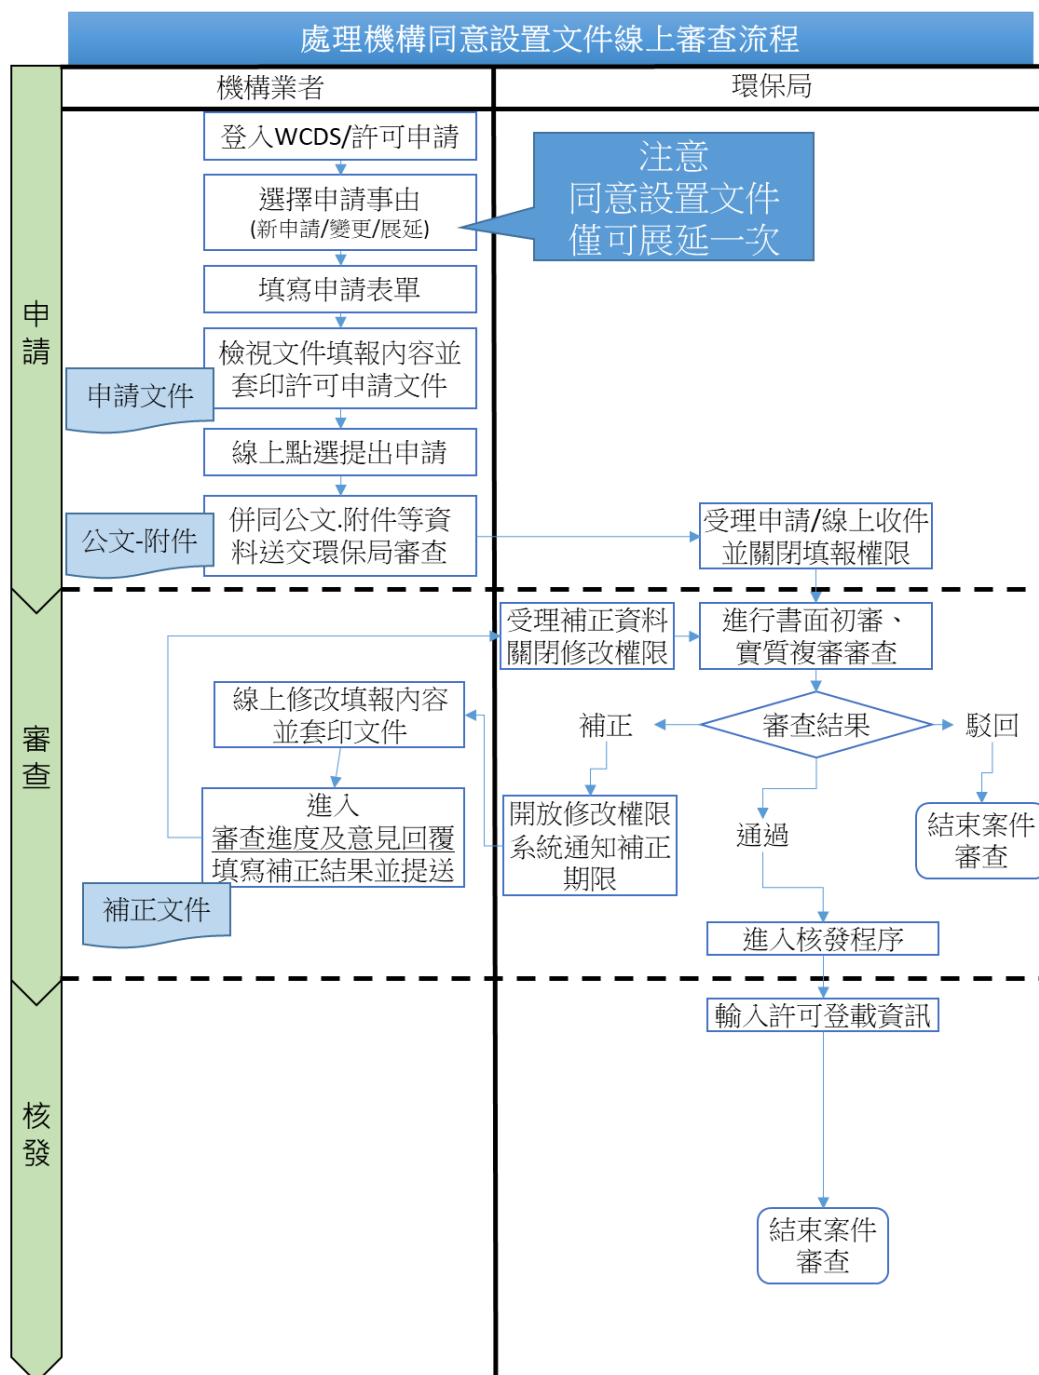 處理機構同意設置文件線上審查流程
機構業者
環保局
申請
登入WCDS/許可申請
選擇申請事由
(新申請/變更/展延)
注意
同意設置文件
僅可展延一次
填寫申請表單
檢視文件填報內容並
套印許可申請文件
申請文件
線上點選提出申請
併同公文.附件等資
料送交環保局審查
公文-附件
受理申請/線上收件
並關閉填報權限
審查
受理補正資料
關閉修改權限
進行書面初審、
實質複審審查
線上修改填報內容
並套印文件
補正
審查結果
駁回
進入
審查進度及意見回覆
填寫補正結果並提送
補正文件
開放修改權限
系統通知補正
期限
通過
結束案件
審查
進入核發程序
核發
輸入許可登載資訊
結束案件
審查